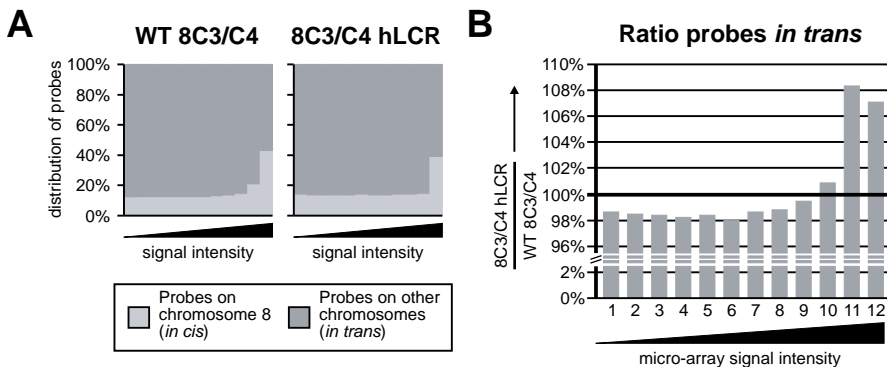 A
WT 8C3/C4
8C3/C4 hLCR
distribution of probes
100%
80%
60%
40%
20%
0%
signal intensity
signal intensity
Probes on
chromosome 8
(in cis)
Probes on other
chromosomes
(in trans)
B
Ratio probes in trans
8C3/C4 hLCR
WT 8C3/C4
110%
108%
106%
104%
102%
100%
98%
96%
2%
0%
1 2 3 4 5 6 7 8 9 10 11 12
micro-array signal intensity